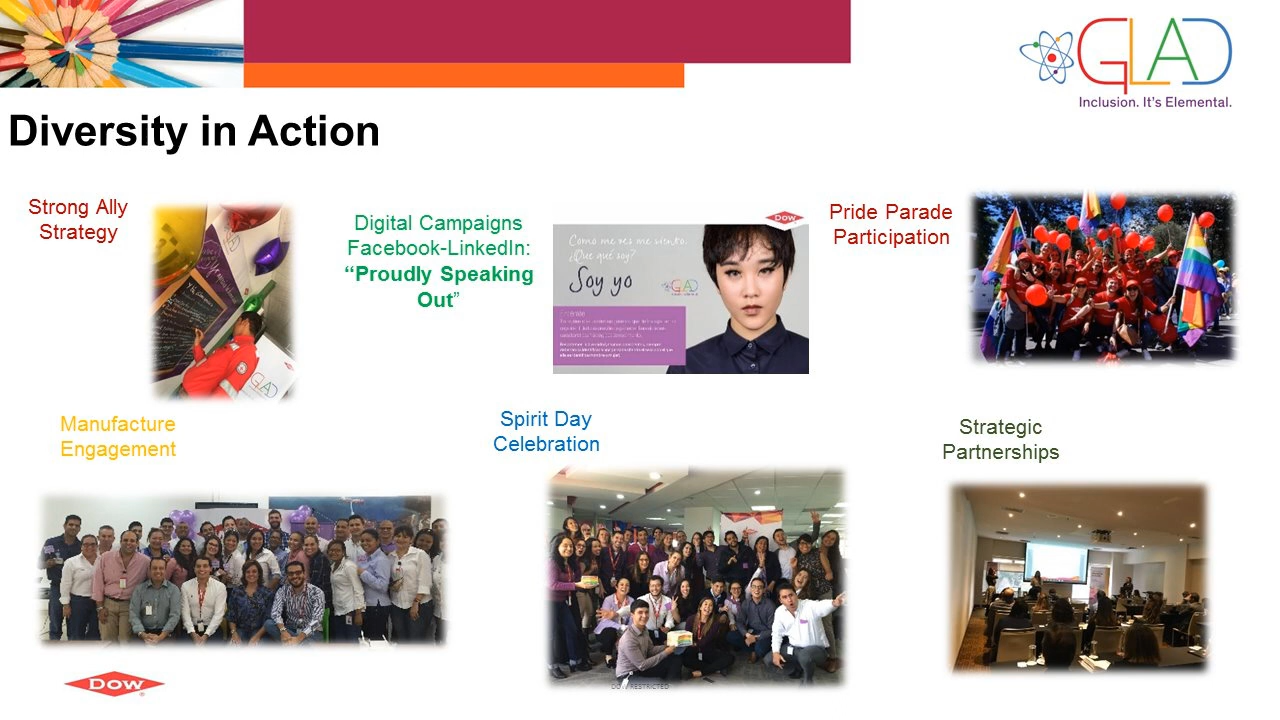 GLAD
Inclusion. It's Elemental.
Diversity in Action
Strong Ally
Strategy
GLAD
Digital Campaigns
Facebook-LinkedIn:
“Proudly Speaking
Out”
DOW
Como me ves me siento.
¿Que qué soy?
Soy yo
GLAD
Pride Parade
Participation
Manufacture
Engagement
Spirit Day
Celebration
Strategic
Partnerships
DOW
DOW RESTRICTED